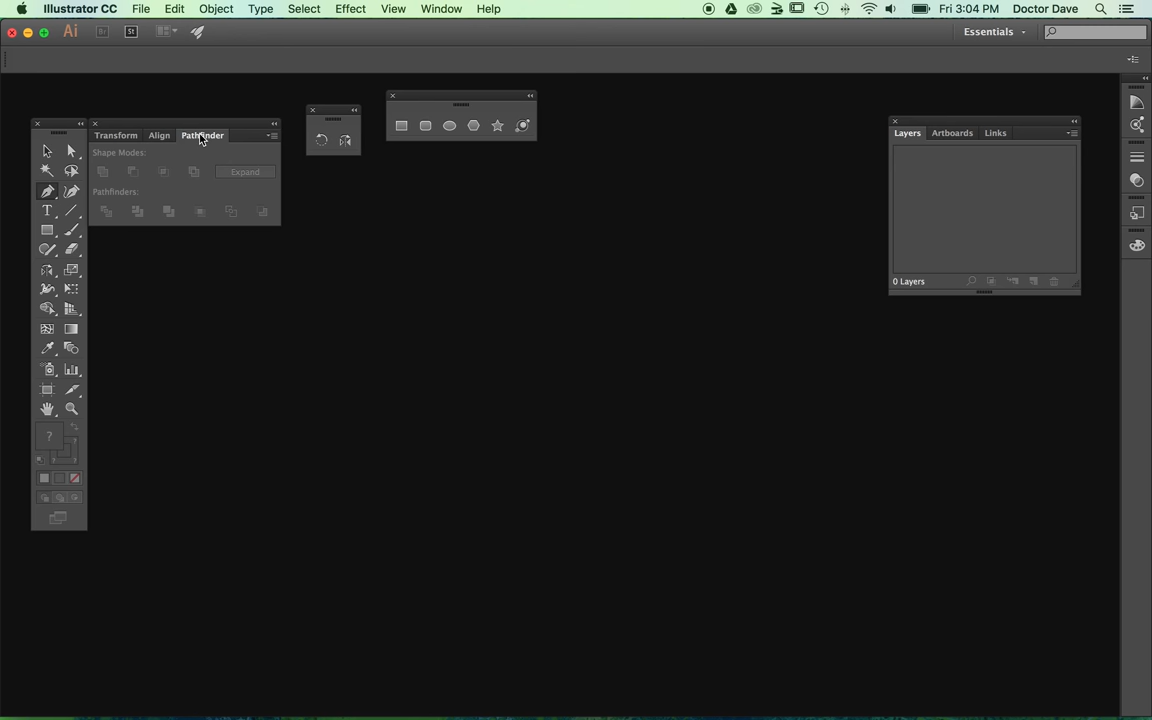 Illustrator CC File Edit Object Type Select Effect View Window Help Fri 3:04 PM Doctor Dave
Ai Br St Essentials
Transform Align Pathfinder
Shape Modes:
Expand
Pathfinders:
Layers Artboards Links
0 Layers
T
?
? ?